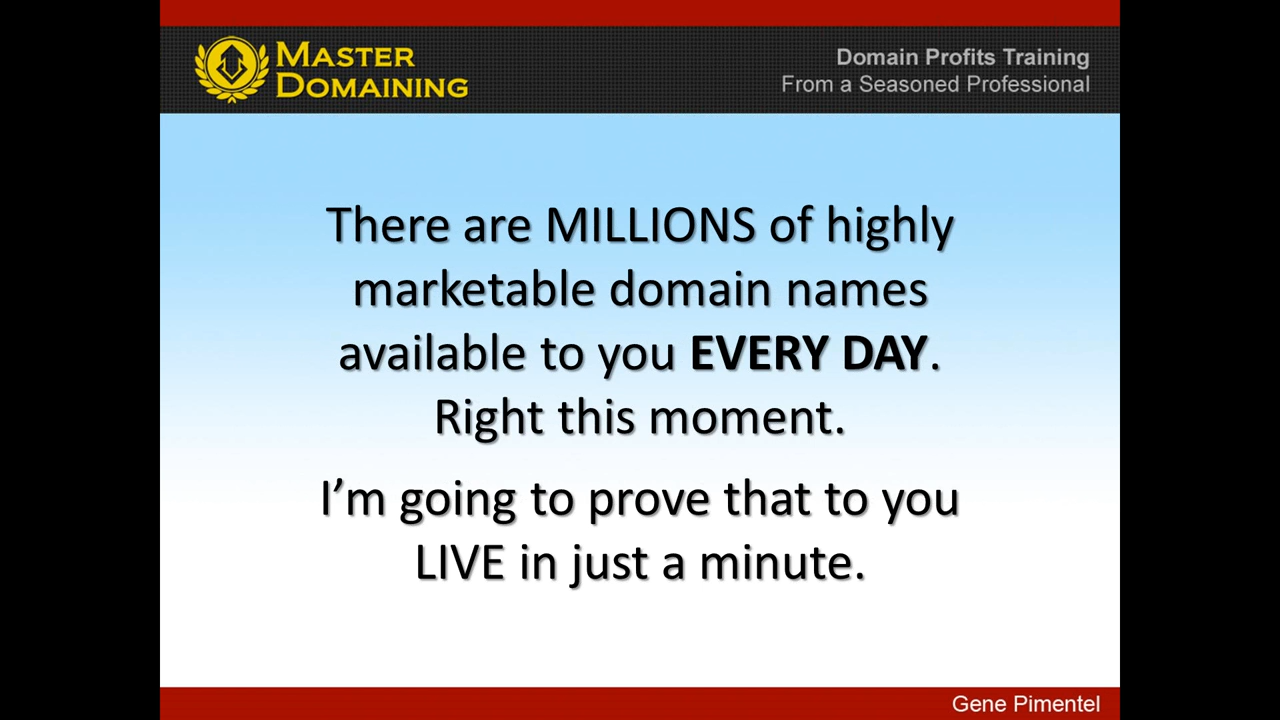 MASTER
DOMAINING
Domain Profits Training
From a Seasoned Professional
There are MILLIONS of highly
marketable domain names
available to you EVERY DAY.
Right this moment.
I’m going to prove that to you
LIVE in just a minute.
Gene Pimentel